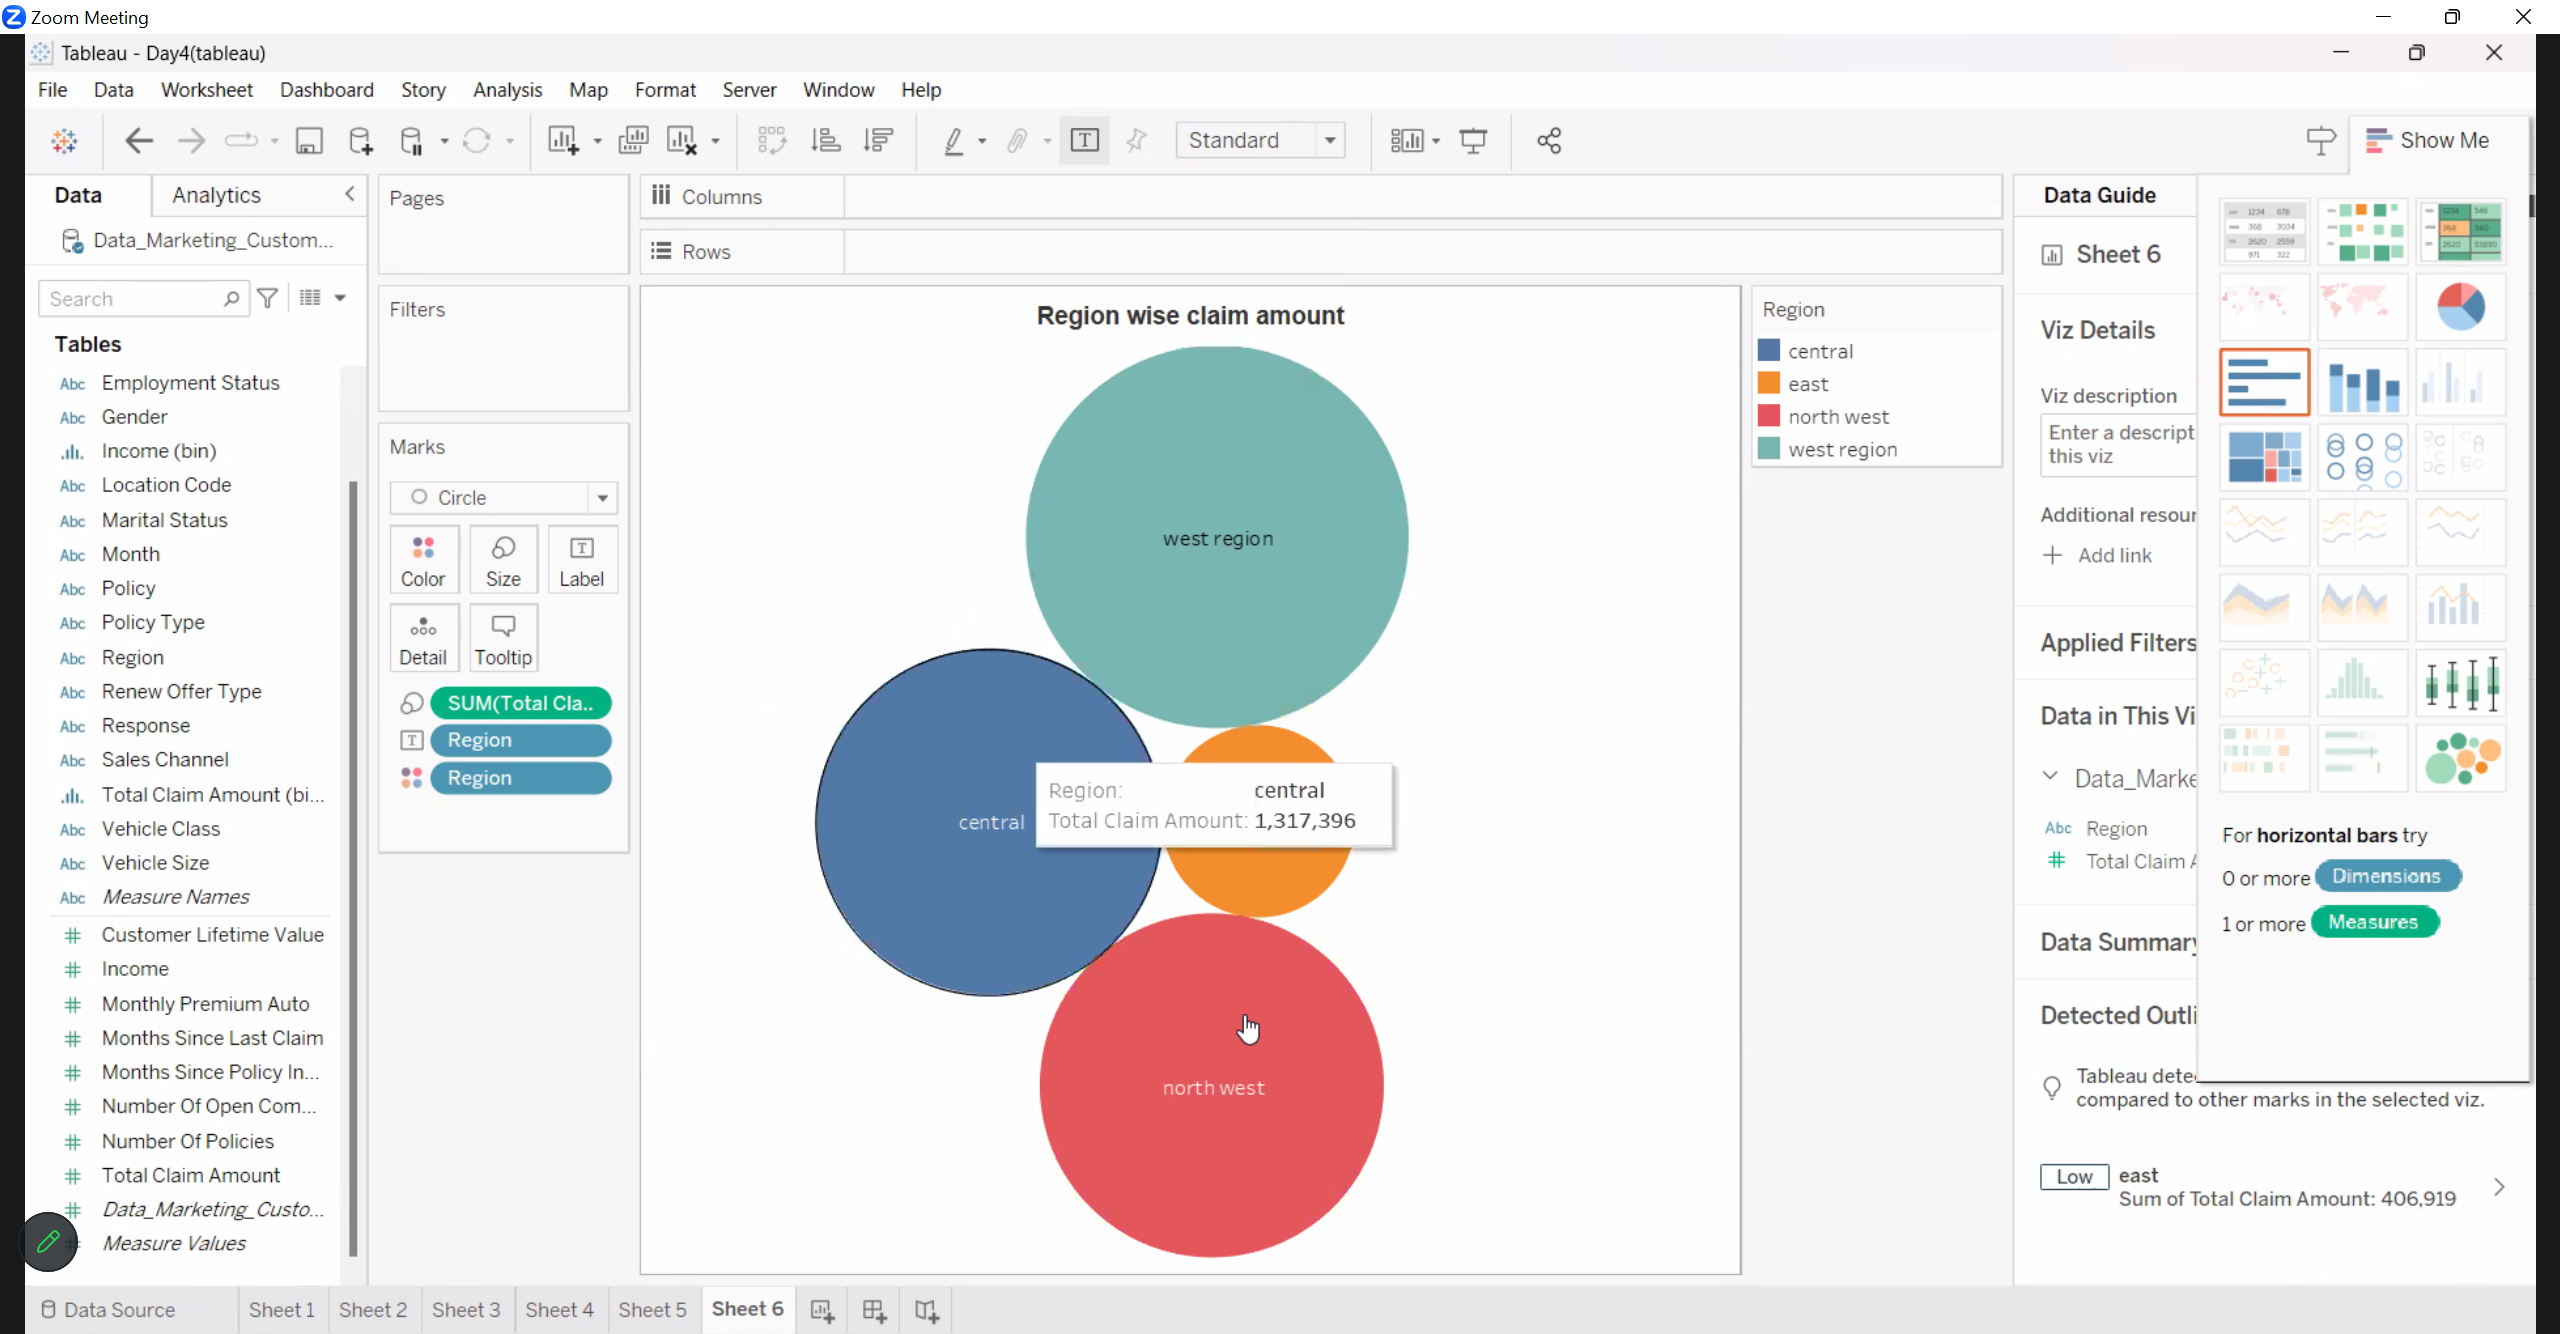 Zoom Meeting
Tableau - Day4(tableau)
File Data Worksheet Dashboard Story Analysis Map Format Server Window Help
Standard
Show Me
Data Analytics
Data_Marketing_Custom...
Search
Tables
Abc Employment Status
Abc Gender
Income (bin)
Abc Location Code
Abc Marital Status
Abc Month
Abc Policy
Abc Policy Type
Abc Region
Abc Renew Offer Type
Abc Response
Abc Sales Channel
Total Claim Amount (bi...
Abc Vehicle Class
Abc Vehicle Size
Abc Measure Names
# Customer Lifetime Value
# Income
# Monthly Premium Auto
# Months Since Last Claim
# Months Since Policy In...
# Number Of Open Com...
# Number Of Policies
# Total Claim Amount
# Data_Marketing_Custo...
# Measure Values
Pages
Filters
Marks
Circle
Color Size Label
Detail Tooltip
SUM(Total Cla..
Region
Region
Columns
Rows
Region wise claim amount
west region
central
Region: central
Total Claim Amount: 1,317,396
north west
Region
central
east
north west
west region
Data Guide
Sheet 6
Viz Details
Viz description
Enter a descript
this viz
Additional resour
+ Add link
Applied Filters
Data in This Vi
Data_Marke
Abc Region
# Total Claim A
Data Summary
Detected Outli
Tableau dete
compared to other marks in the selected viz.
Low east
Sum of Total Claim Amount: 406,919
For horizontal bars try
0 or more Dimensions
1 or more Measures
Data Source Sheet 1 Sheet 2 Sheet 3 Sheet 4 Sheet 5 Sheet 6